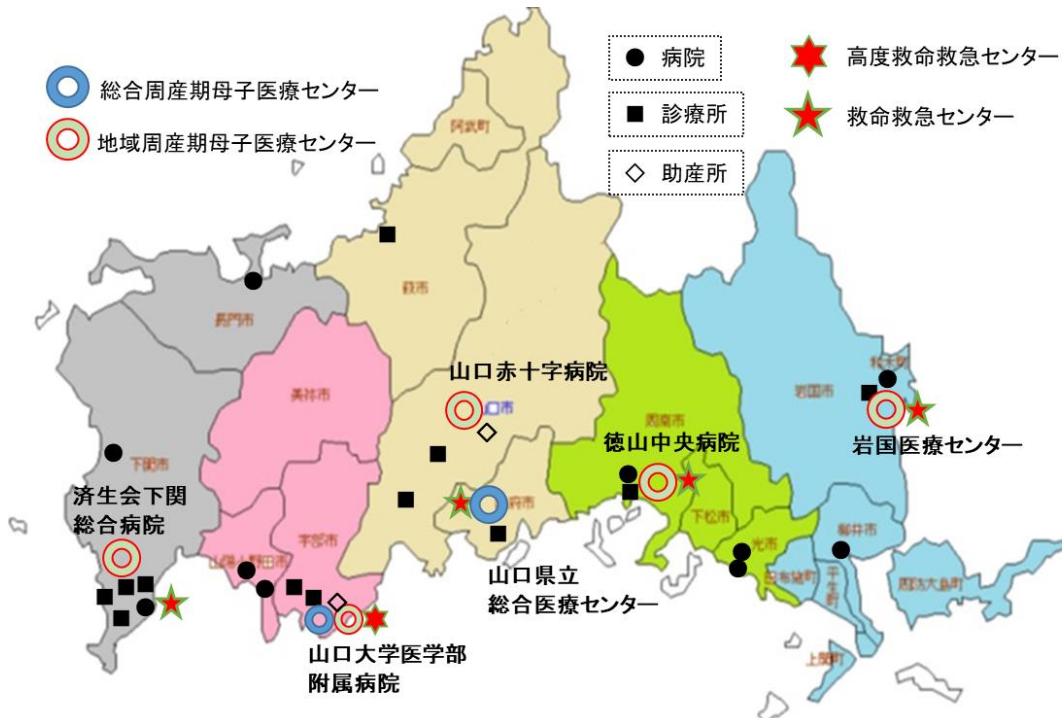 総合周産期母子医療センター
地域周産期母子医療センター
病院
診療所
助産所
高度救命救急センター
救命救急センター
阿武町
萩市
長門市
美祢市
山口赤十字病院
山口市
周南市
徳山中央病院
岩国市
和木町
岩国医療センター
下関市
済生会下関
総合病院
防府市
下松市
光市
柳井市
宇部市
山陽小野田市
田布施町
平生町
周防大島町
上関町
山口県立
総合医療センター
山口大学医学部
附属病院